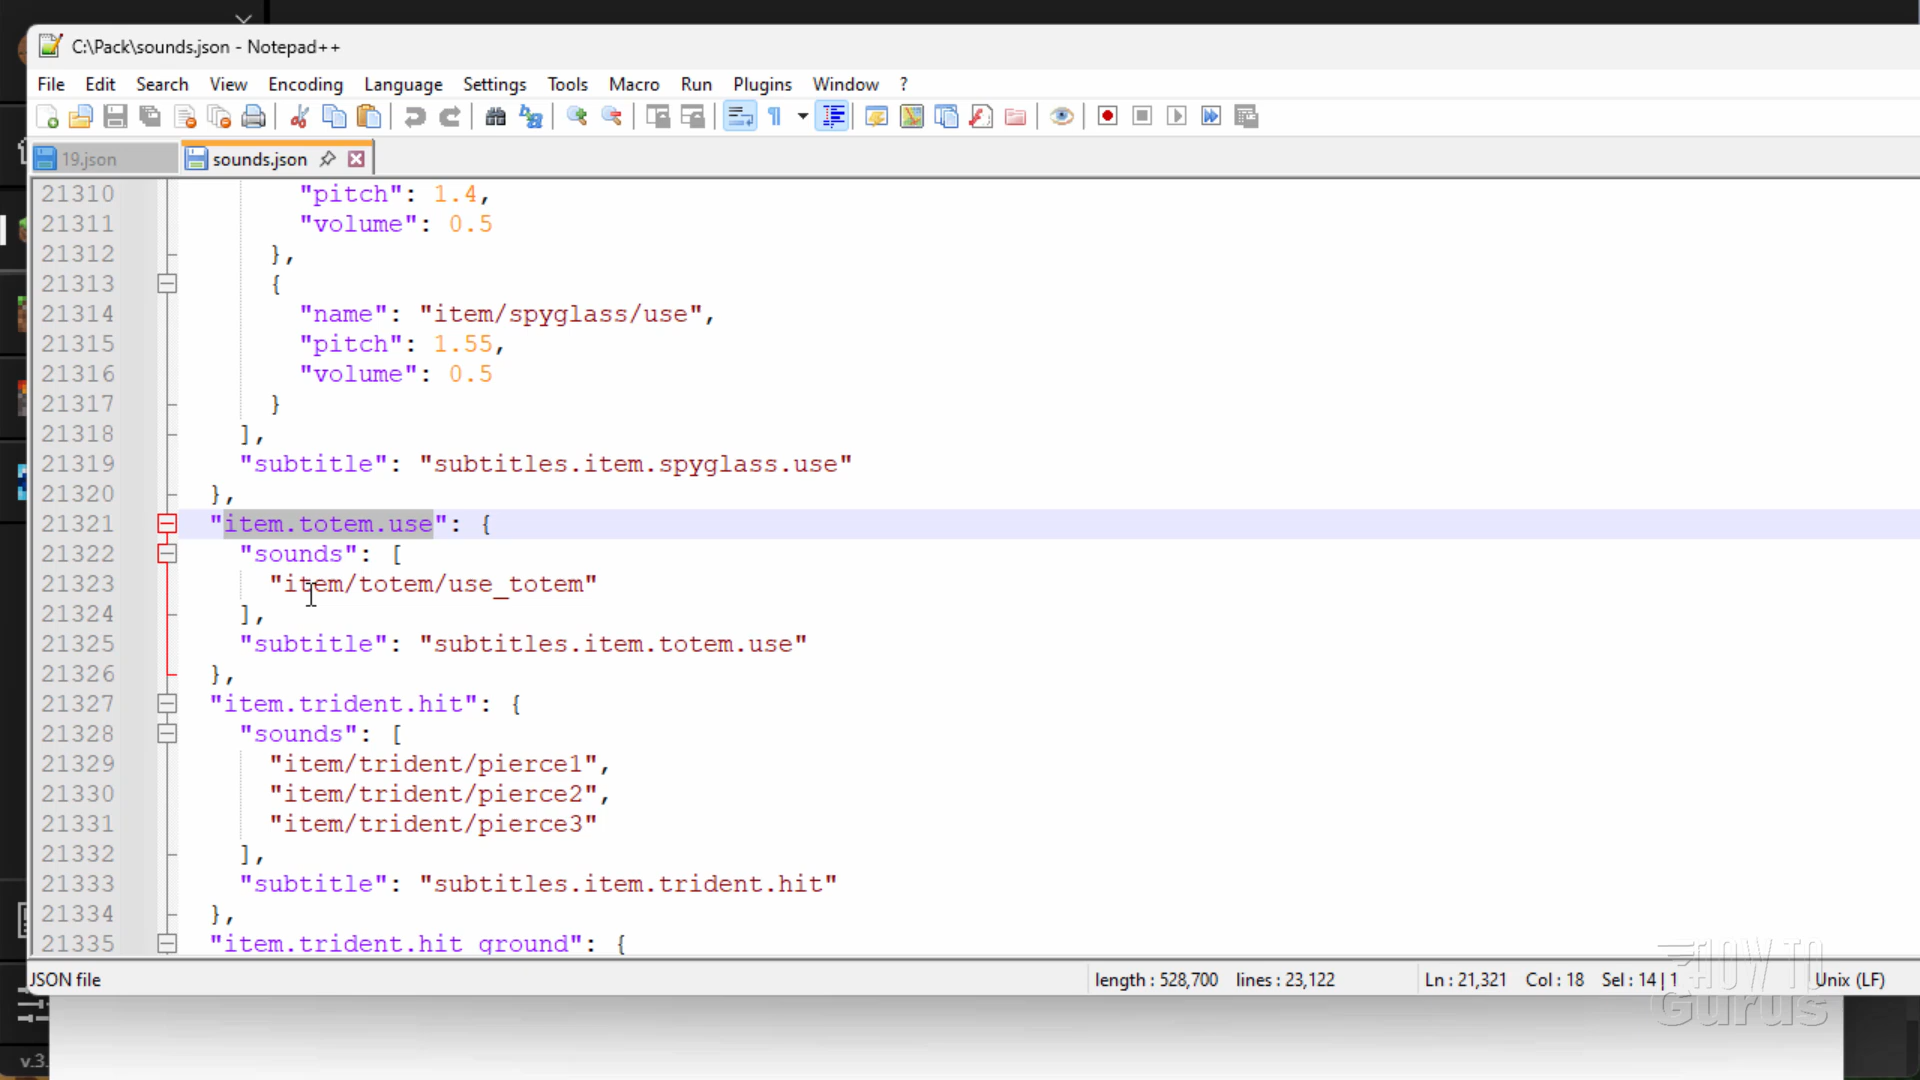 C:\Pack\sounds.json - Notepad++
File Edit Search View Encoding Language Settings Tools Macro Run Plugins Window ?
19.json sounds.json
21310 "pitch": 1.4,
21311 "volume": 0.5
21312 },
21313 {
21314 "name": "item/spyglass/use",
21315 "pitch": 1.55,
21316 "volume": 0.5
21317 }
21318 ],
21319 "subtitle": "subtitles.item.spyglass.use"
21320 },
21321 "item.totem.use": {
21322 "sounds": [
21323 "item/totem/use_totem"
21324 ],
21325 "subtitle": "subtitles.item.totem.use"
21326 },
21327 "item.trident.hit": {
21328 "sounds": [
21329 "item/trident/pierce1",
21330 "item/trident/pierce2",
21331 "item/trident/pierce3"
21332 ],
21333 "subtitle": "subtitles.item.trident.hit"
21334 },
21335 "item.trident.hit_ground": {
JSON file length : 528,700 lines : 23,122 Ln : 21,321 Col : 18 Sel : 14 | 1 Unix (LF)
HOW TO
Gurus
v.3.